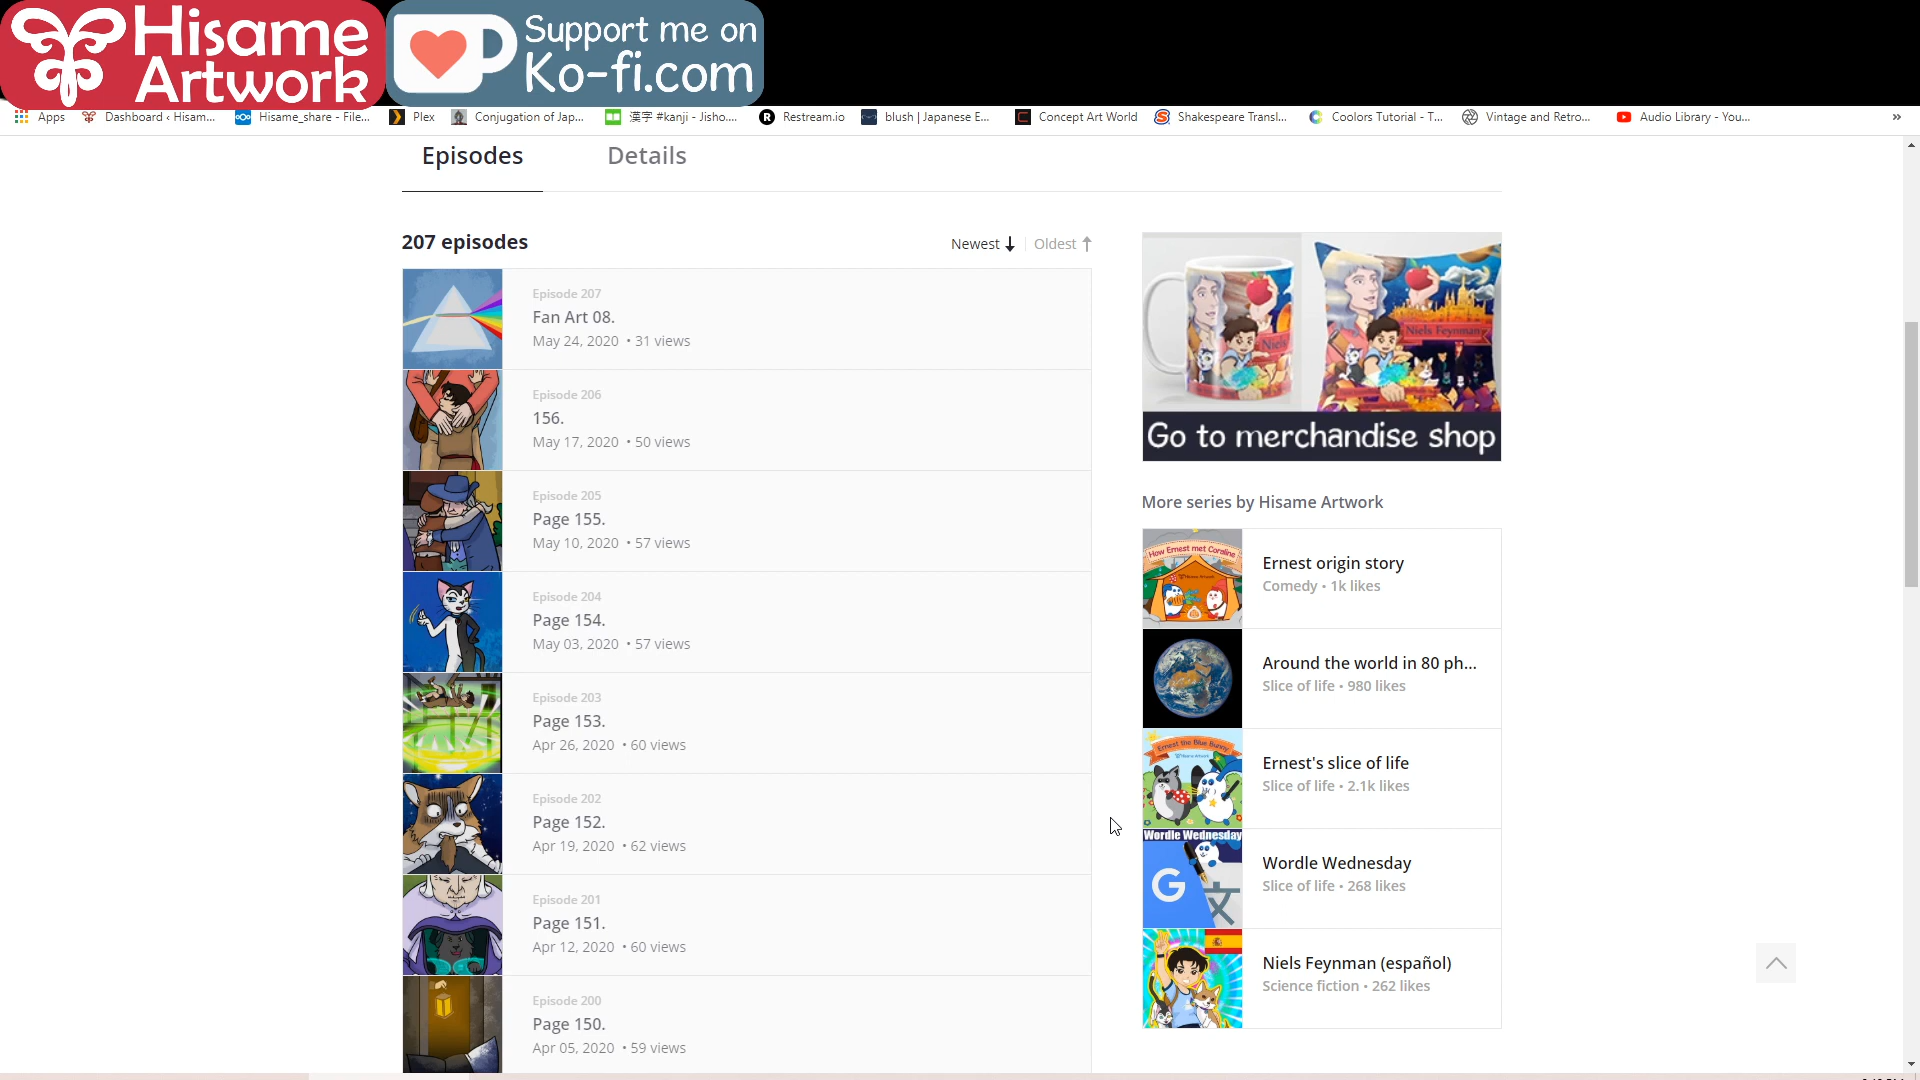 Hisame
Artwork
Support me on
Ko-fi.com
Apps
Dashboard ‹ Hisam...
Hisame_share - File...
Plex
Conjugation of Jap...
漢字 #kanji - Jisho....
Restream.io
blush | Japanese E...
Concept Art World
Shakespeare Transl...
Coolors Tutorial - T...
Vintage and Retro...
Audio Library - You...
»
Episodes
Details
207 episodes
Newest
Oldest
Episode 207
Fan Art 08.
May 24, 2020 • 31 views
Episode 206
156.
May 17, 2020 • 50 views
Episode 205
Page 155.
May 10, 2020 • 57 views
Episode 204
Page 154.
May 03, 2020 • 57 views
Episode 203
Page 153.
Apr 26, 2020 • 60 views
Episode 202
Page 152.
Apr 19, 2020 • 62 views
Episode 201
Page 151.
Apr 12, 2020 • 60 views
Episode 200
Page 150.
Apr 05, 2020 • 59 views
Niels
Niels Feynman
Go to merchandise shop
More series by Hisame Artwork
How Ernest met Coraline
Ernest origin story
Comedy • 1k likes
Around the world in 80 ph...
Slice of life • 980 likes
Ernest the Blue Bunny
Ernest's slice of life
Slice of life • 2.1k likes
Wordle Wednesday
G
文
Wordle Wednesday
Slice of life • 268 likes
Niels Feynman (español)
Science fiction • 262 likes